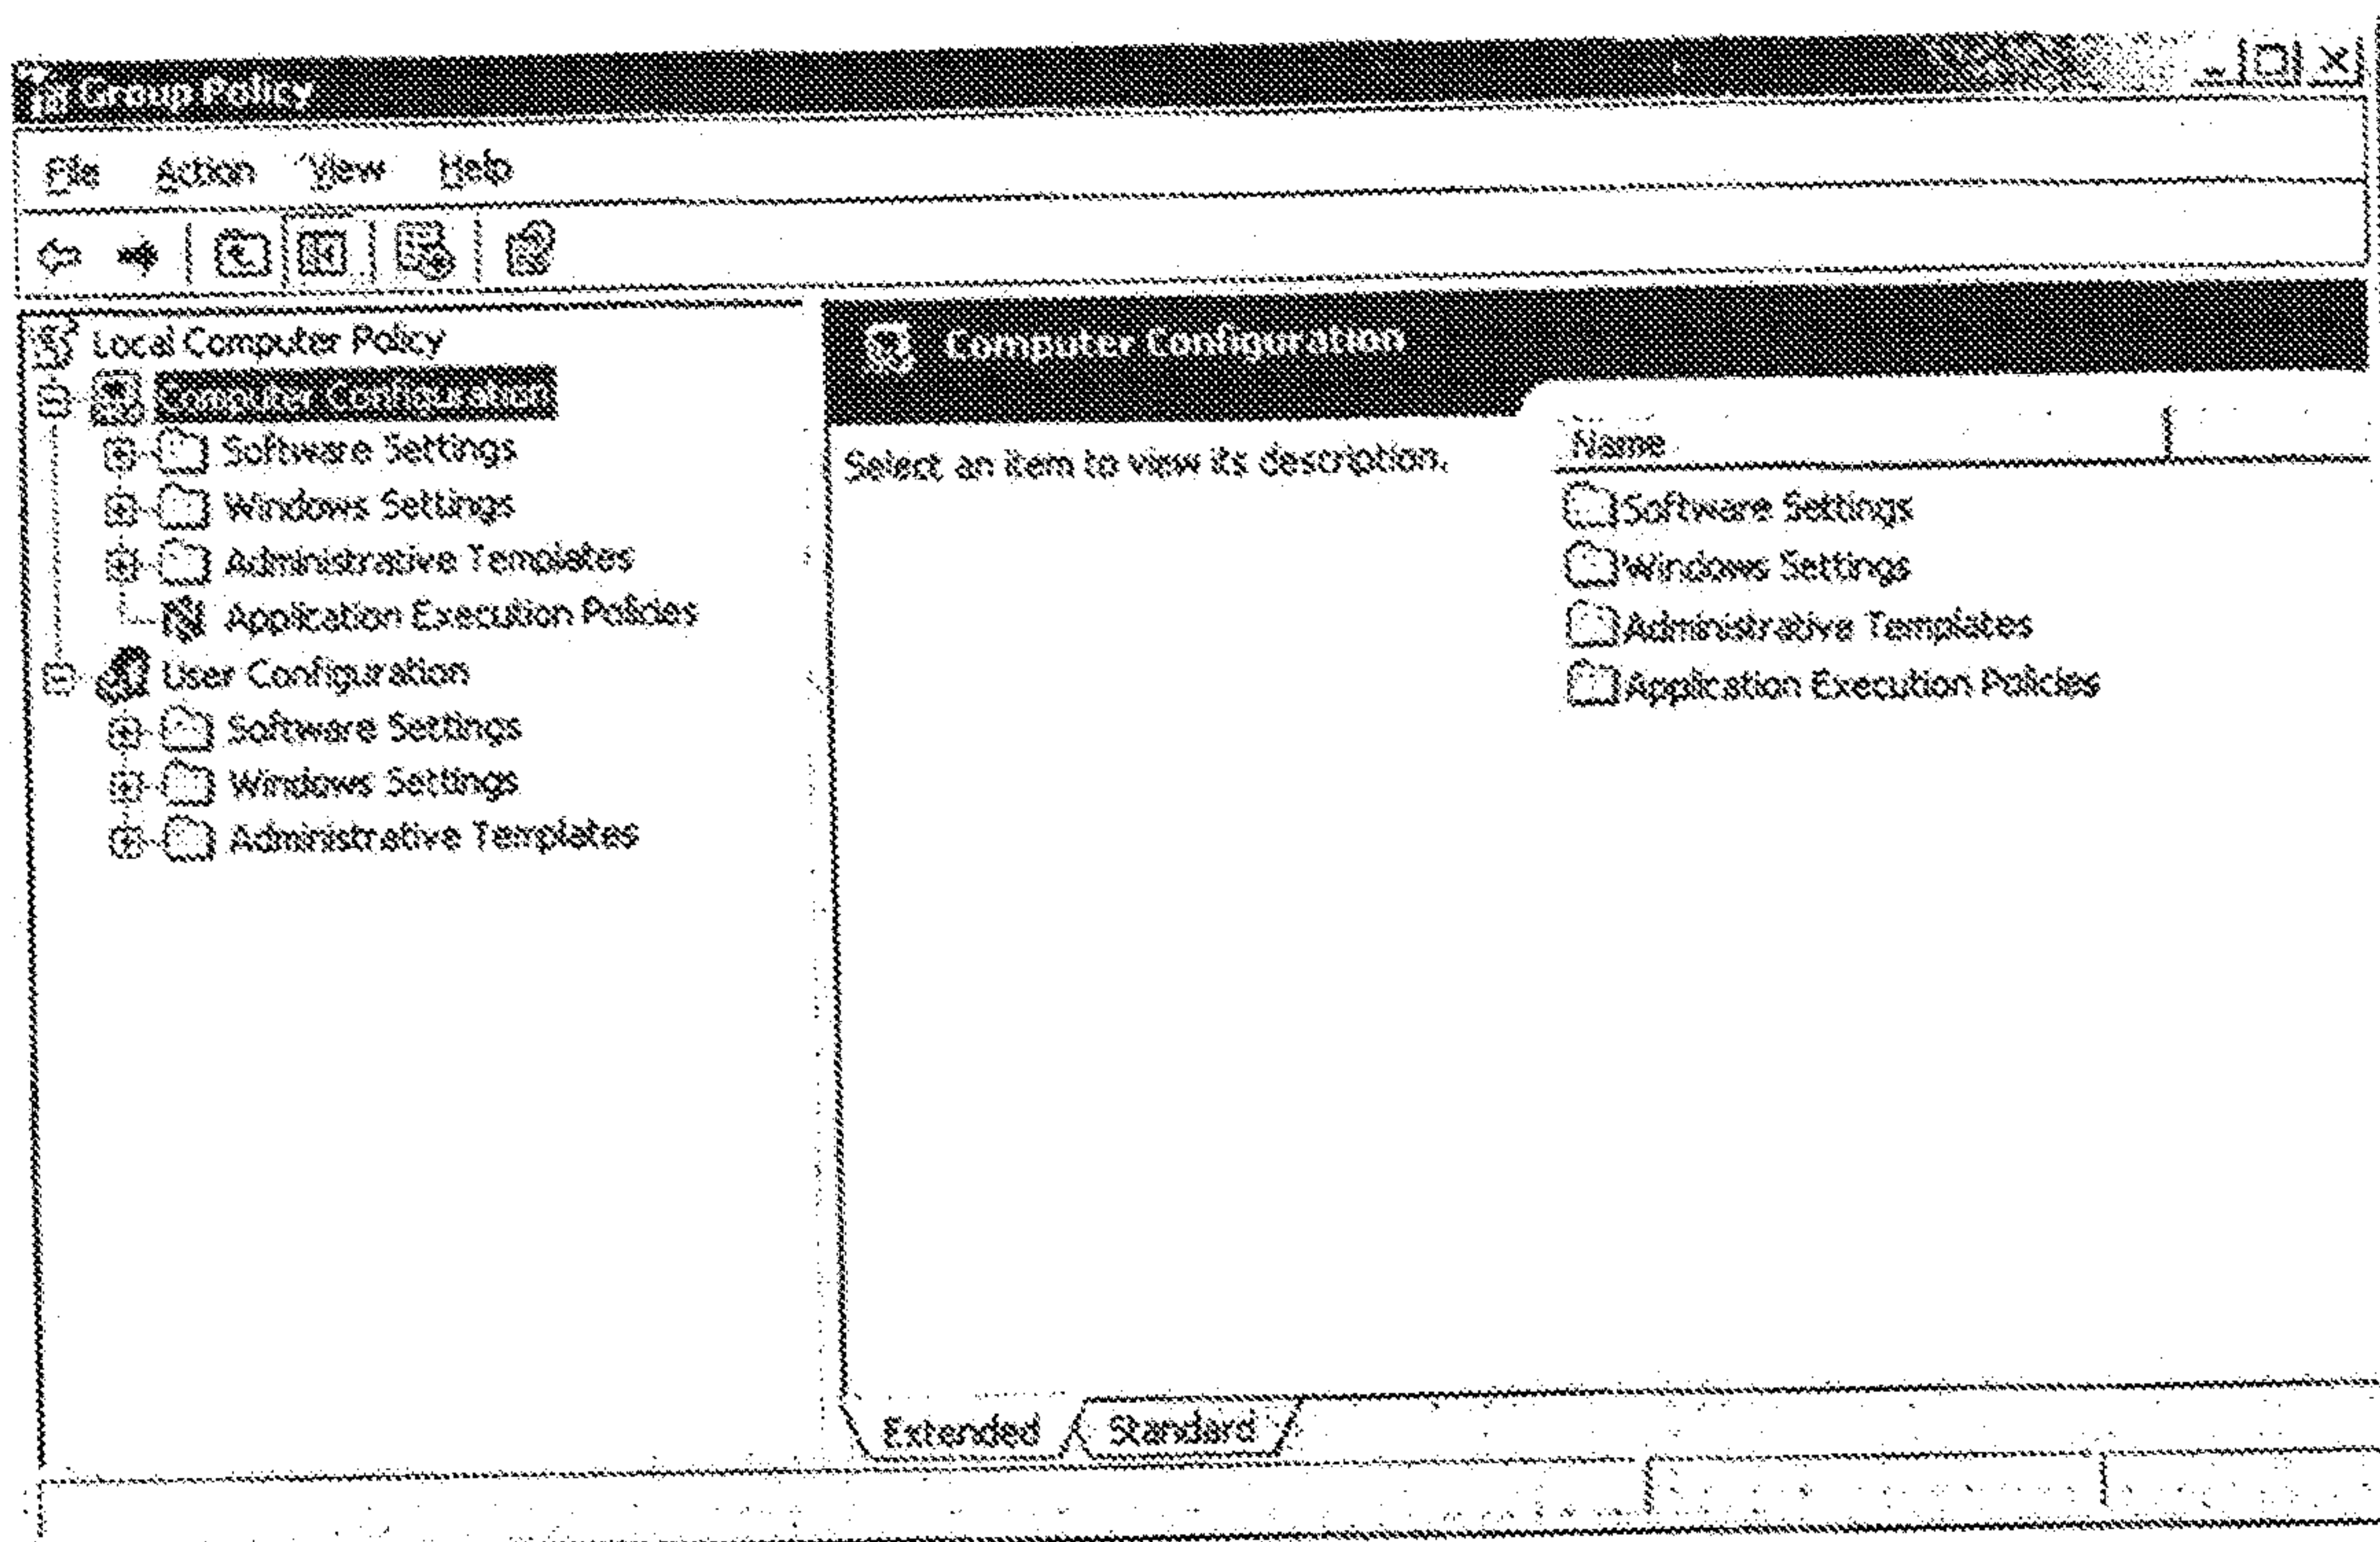 Group Policy
File Action View Help
Local Computer Policy
Computer Configuration
Software Settings
Windows Settings
Administrative Templates
Application Execution Policies
User Configuration
Software Settings
Windows Settings
Administrative Templates
Computer Configuration
Select an item to view its description.
Name
Software Settings
Windows Settings
Administrative Templates
Application Execution Policies
Extended Standard